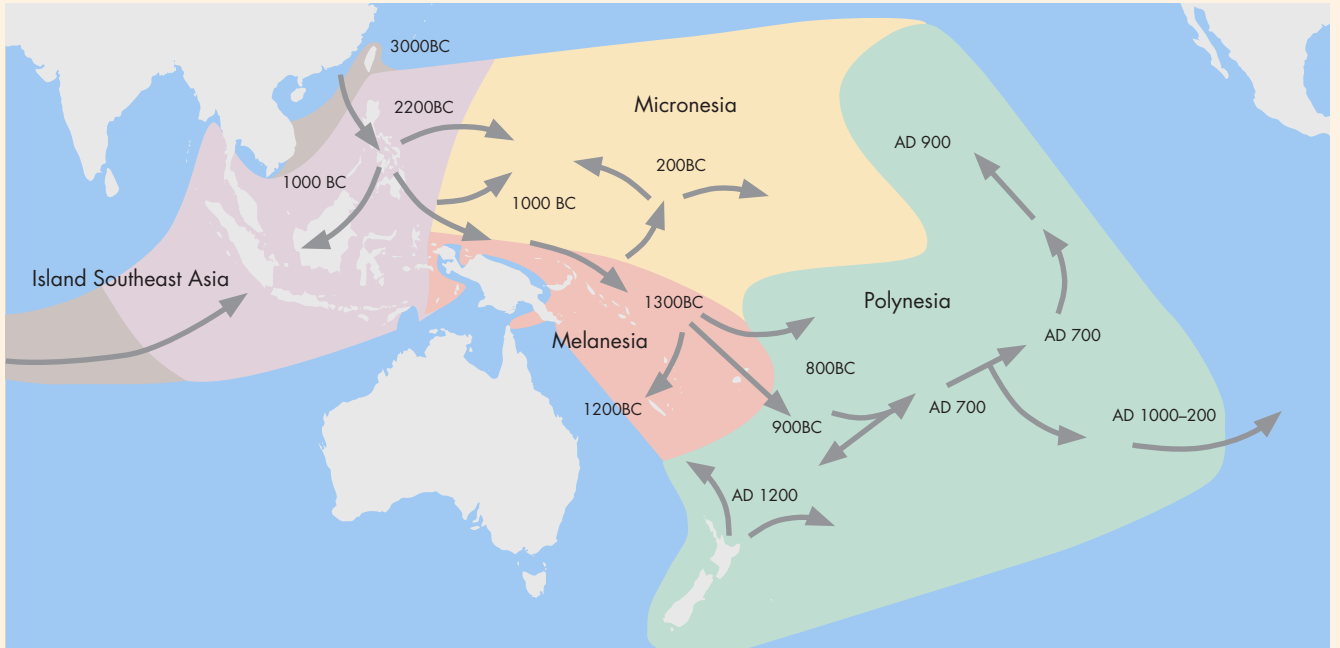 3000BC
2200BC
Micronesia
AD 900
1000 BC
200BC
1000 BC
Island Southeast Asia
1300BC
Polynesia
Melanesia
AD 700
800BC
1200BC
900BC
AD 700
AD 1000–200
AD 1200